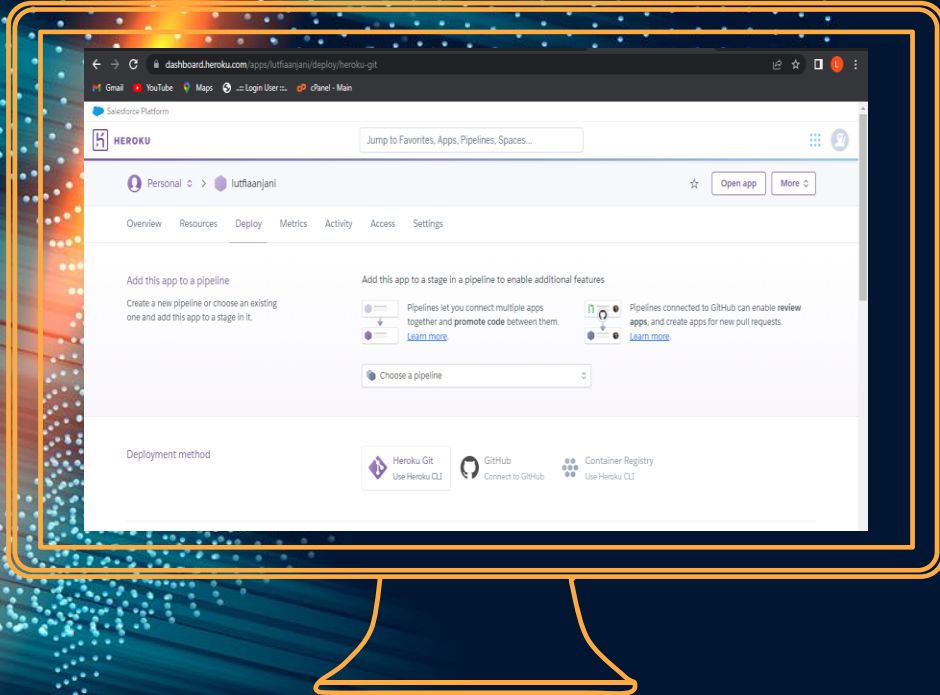 dashboard.heroku.com/apps/lutfiaanjani/deploy/heroku-git
L
Gmail YouTube Maps ..:: Login User ::.. cPanel - Main
Salesforce Platform
HEROKU Jump to Favorites, Apps, Pipelines, Spaces...
Personal lutfiaanjani Open app More
Overview Resources Deploy Metrics Activity Access Settings
Add this app to a pipeline
Create a new pipeline or choose an existing
one and add this app to a stage in it.
Add this app to a stage in a pipeline to enable additional features
Pipelines let you connect multiple apps
together and promote code between them.
Learn more.
Pipelines connected to GitHub can enable review
apps, and create apps for new pull requests.
Learn more.
Choose a pipeline
Deployment method
Heroku Git
Use Heroku CLI
GitHub
Connect to GitHub
Container Registry
Use Heroku CLI